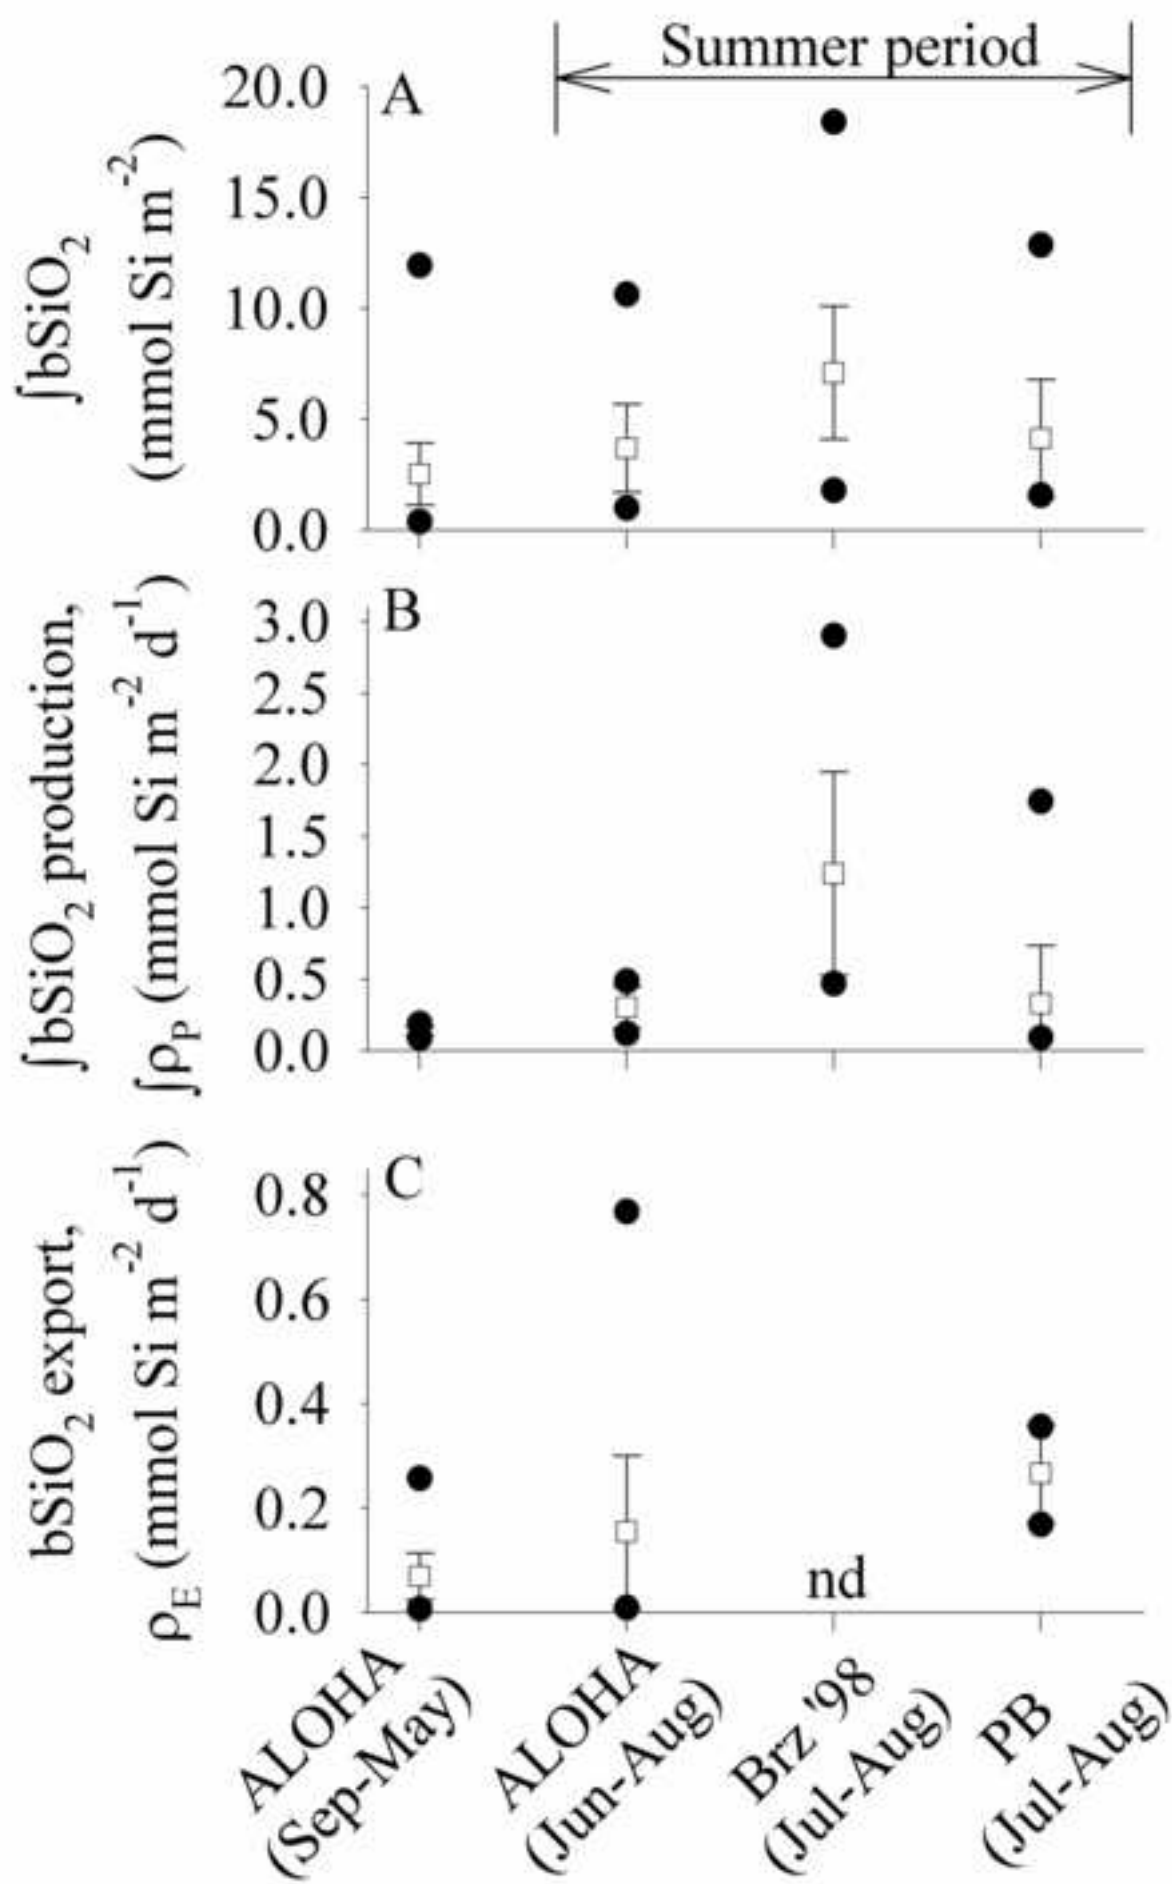 Summer period
A
20.0
15.0
10.0
5.0
0.0
∫bSiO₂
(mmol Si m⁻²)
B
3.0
2.5
2.0
1.5
1.0
0.5
0.0
∫bSiO₂ production,
∫ρP (mmol Si m⁻² d⁻¹)
C
0.8
0.6
0.4
0.2
0.0
bSiO₂ export,
ρE (mmol Si m⁻² d⁻¹)
nd
ALOHA
(Sep-May)
ALOHA
(Jun-Aug)
Brz '98
(Jul-Aug)
PB
(Jul-Aug)